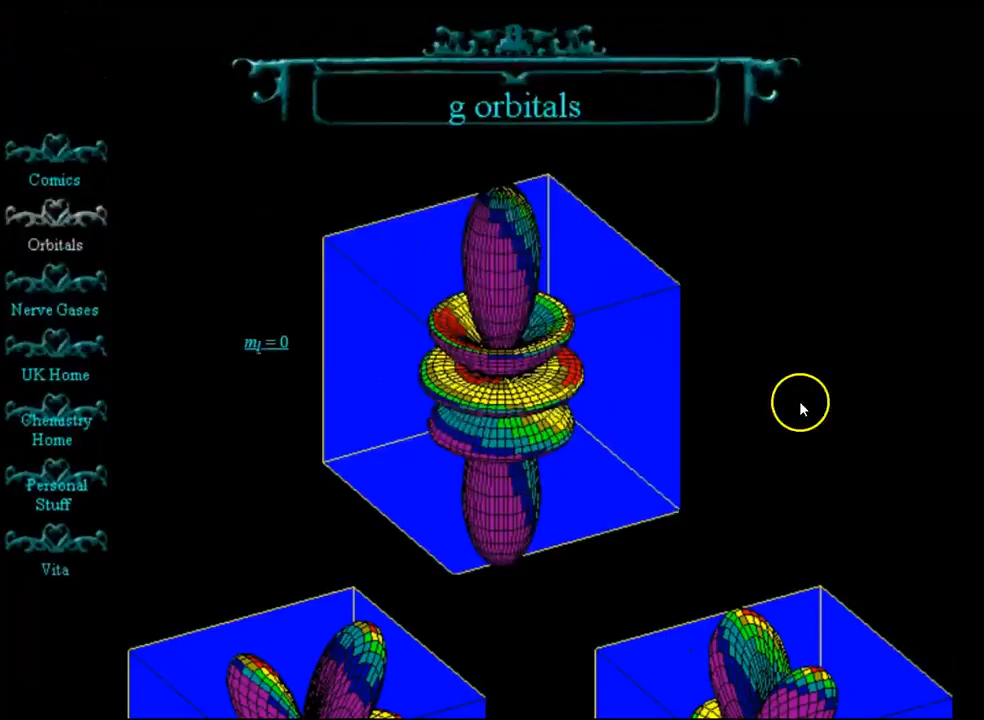 g orbitals
Comics
Orbitals
Nerve Gases
UK Home
Chemistry
Home
Personal
Stuff
Vita
mₗ = 0